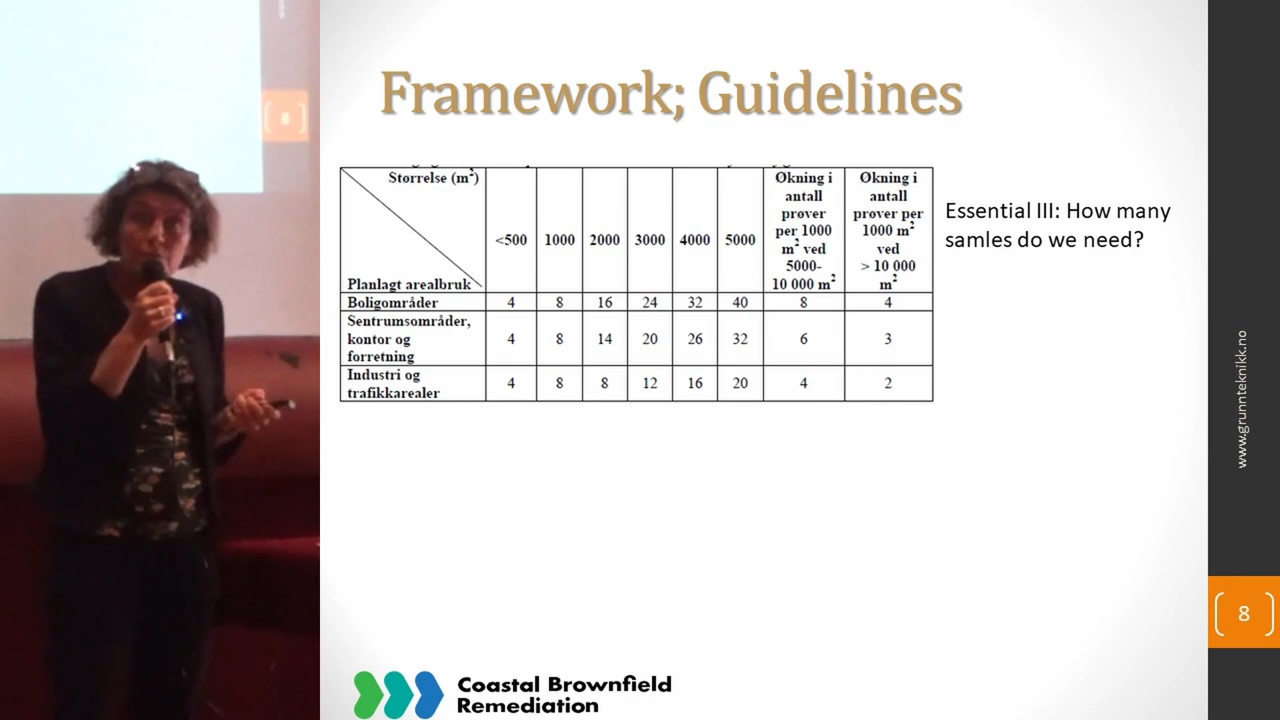 Framework; Guidelines
Størrelse (m²)
Planlagt arealbruk
<500
1000
2000
3000
4000
5000
Økning i
antall
prøver
per 1000
m² ved
5000-
10 000 m²
Økning i
antall
prøver per
1000 m²
ved
> 10 000
m²
Boligområder 4 8 16 24 32 40 8 4
Sentrumsområder,
kontor og
forretning
4 8 14 20 26 32 6 3
Industri og
trafikkarealer
4 8 8 12 16 20 4 2
Essential III: How many
samles do we need?
www.grunnteknikk.no
8
8
Coastal Brownfield
Remediation